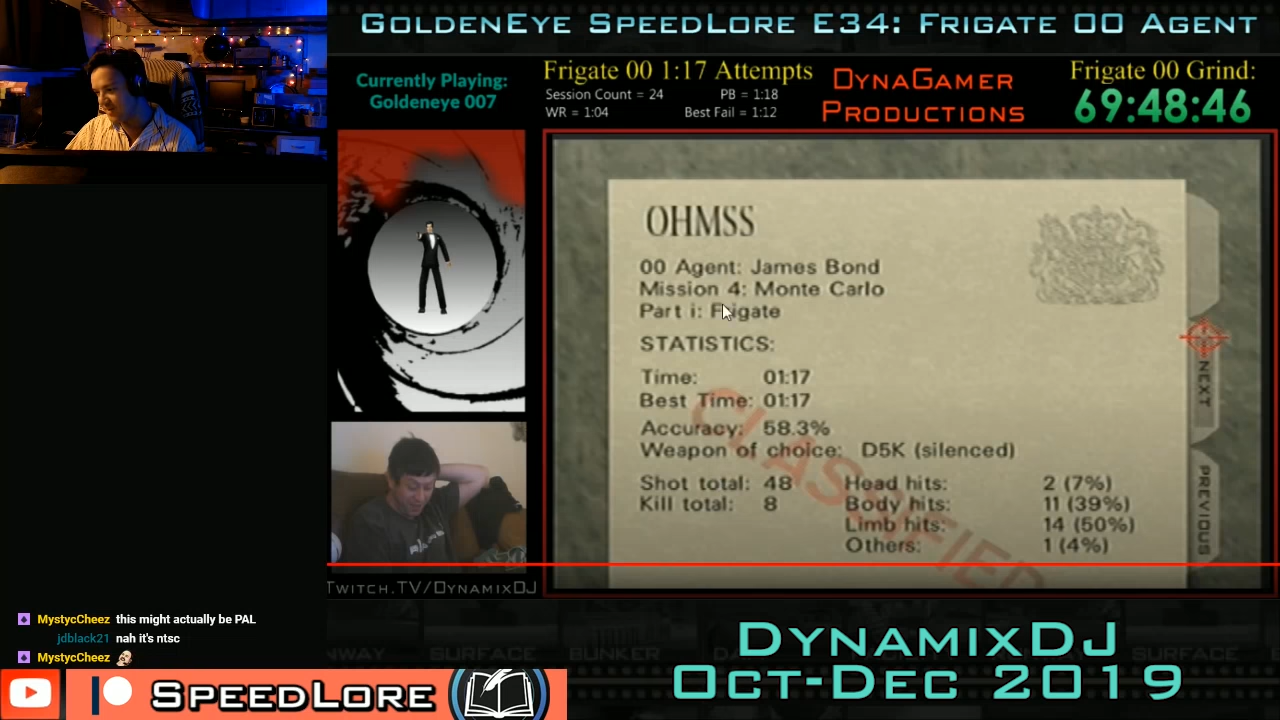 GoldenEye SpeedLore E34: Frigate 00 Agent
Currently Playing:
Goldeneye 007
Frigate 00 1:17 Attempts
Session Count = 24 PB = 1:18
WR = 1:04 Best Fail = 1:12
DynaGamer
Productions
Frigate 00 Grind:
69:48:46
OHMSS
00 Agent: James Bond
Mission 4: Monte Carlo
Part i: Frigate
STATISTICS:
Time: 01:17
Best Time: 01:17
Accuracy: 58.3%
Weapon of choice: D5K (silenced)
Shot total: 48 Head hits: 2 (7%)
Kill total: 8 Body hits: 11 (39%)
Limb hits: 14 (50%)
Others: 1 (4%)
CLASSIFIED
NEXT
PREVIOUS
Twitch.TV/DynamixDJ
MystycCheez this might actually be PAL
jdblack21 nah it's ntsc
MystycCheez
SURFACE
BUNKER
SURFACE
SpeedLore
DynamixDJ
Oct-Dec 2019